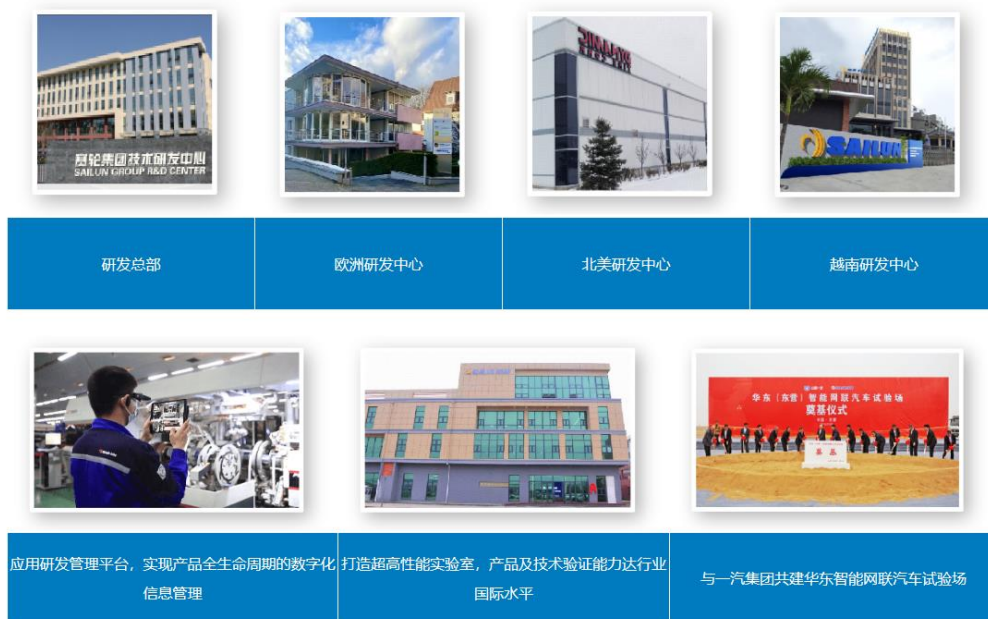 赛轮集团技术研发中心
SAILUN GROUP R&D CENTER
SAILUN
研发总部
欧洲研发中心
北美研发中心
越南研发中心
华东（东营）智能网联汽车试验场
奠基仪式
奠基
应用研发管理平台，实现产品全生命周期的数字化
信息管理
打造超高性能实验室，产品及技术验证能力达行业
国际水平
与一汽集团共建华东智能网联汽车试验场